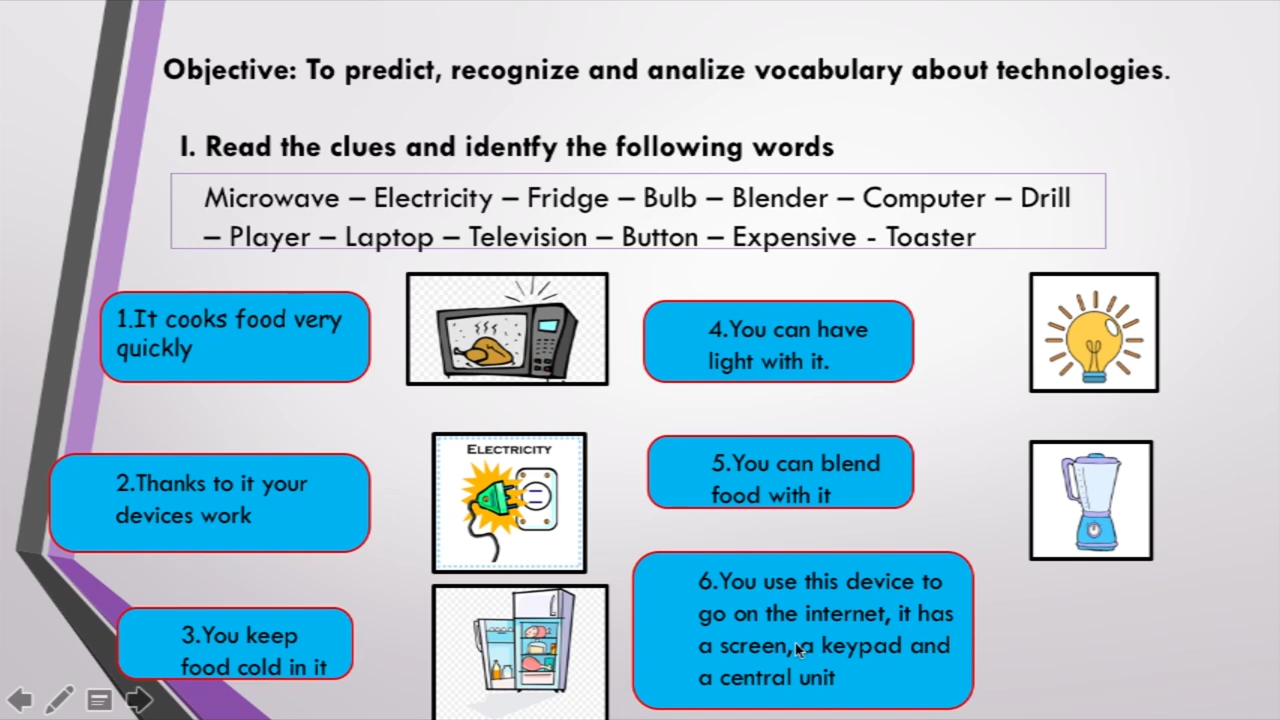 Objective: To predict, recognize and analize vocabulary about technologies.
I. Read the clues and identfy the following words
Microwave – Electricity – Fridge – Bulb – Blender – Computer – Drill
– Player – Laptop – Television – Button – Expensive - Toaster
1.It cooks food very
quickly
4.You can have
light with it.
2.Thanks to it your
devices work
ELECTRICITY
5.You can blend
food with it
3.You keep
food cold in it
6.You use this device to
go on the internet, it has
a screen, a keypad and
a central unit